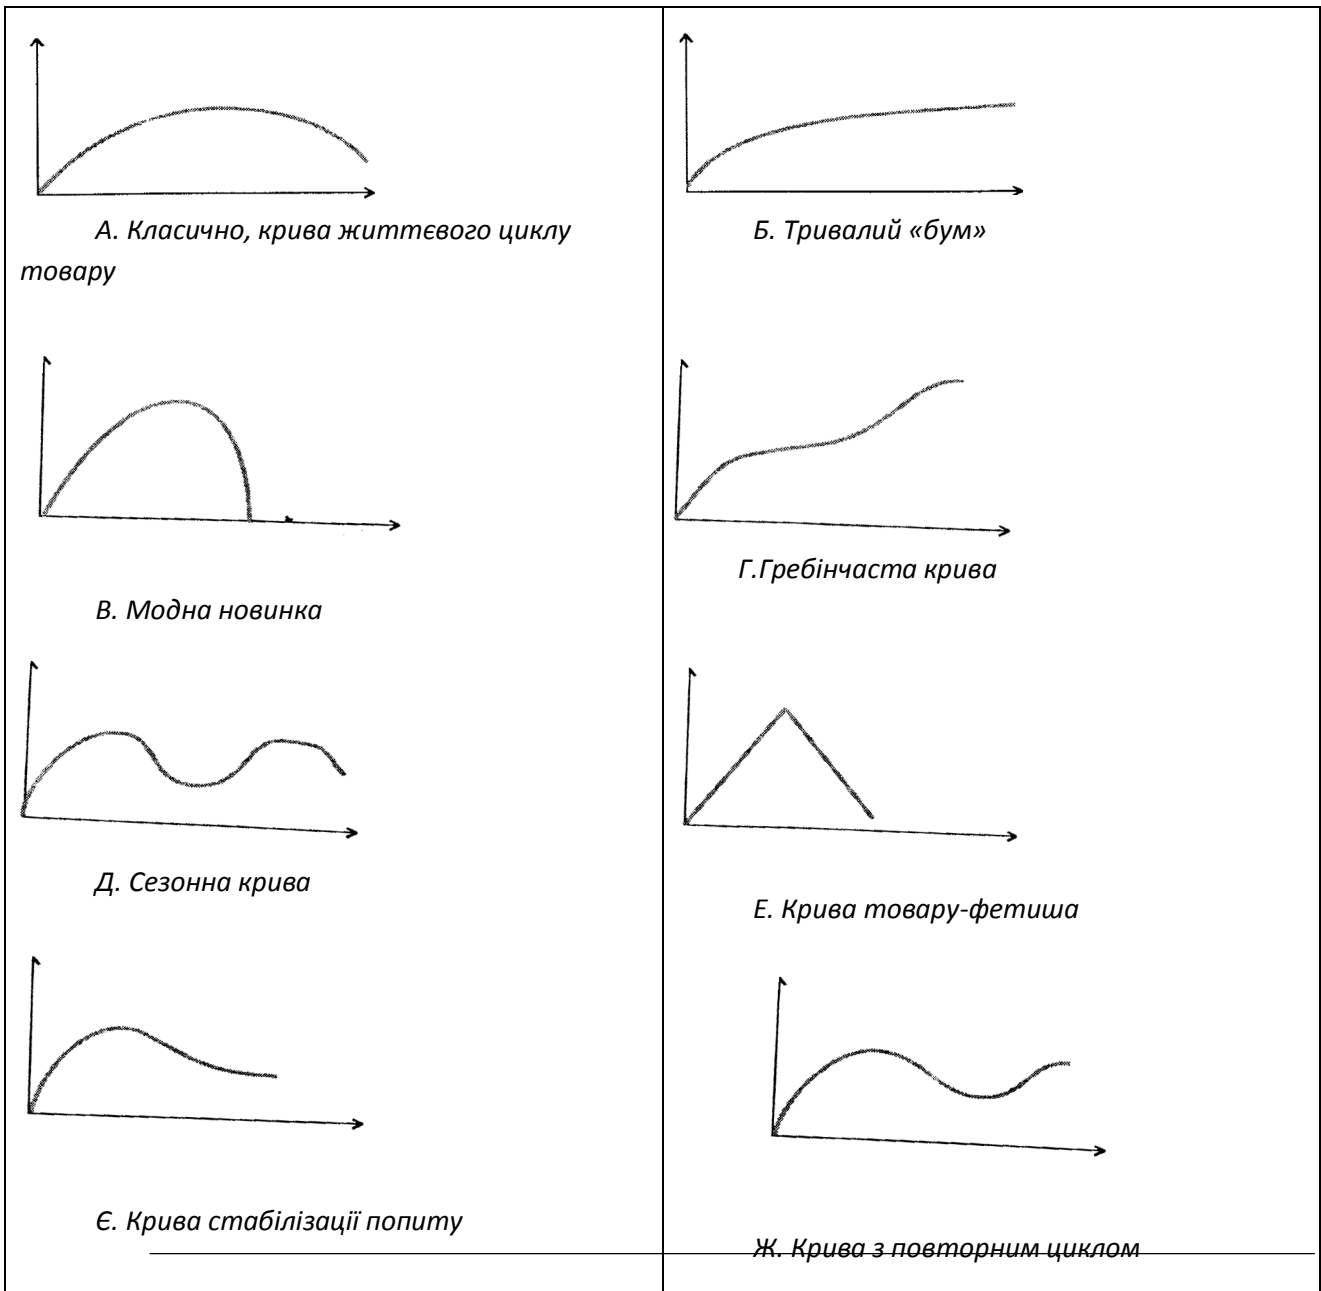 А. Класично, крива життєвого циклу
товару
Б. Тривалий «бум»
В. Модна новинка
Г.Гребінчаста крива
Д. Сезонна крива
Е. Крива товару-фетиша
Є. Крива стабілізації попиту
Ж. Крива з повторним циклом